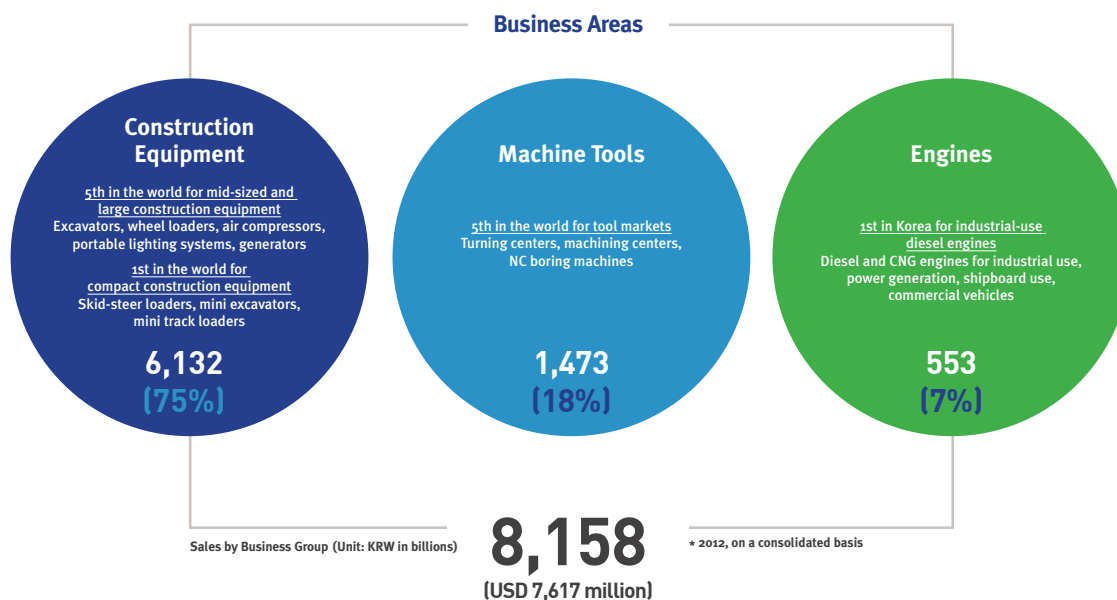 Business Areas
Construction
Equipment
5th in the world for mid-sized and
large construction equipment
Excavators, wheel loaders, air compressors,
portable lighting systems, generators
1st in the world for
compact construction equipment
Skid-steer loaders, mini excavators,
mini track loaders
6,132
(75%)
Machine Tools
5th in the world for tool markets
Turning centers, machining centers,
NC boring machines
1,473
(18%)
Engines
1st in Korea for industrial-use
diesel engines
Diesel and CNG engines for industrial use,
power generation, shipboard use,
commercial vehicles
553
(7%)
Sales by Business Group (Unit: KRW in billions)
8,158
(USD 7,617 million)
* 2012, on a consolidated basis